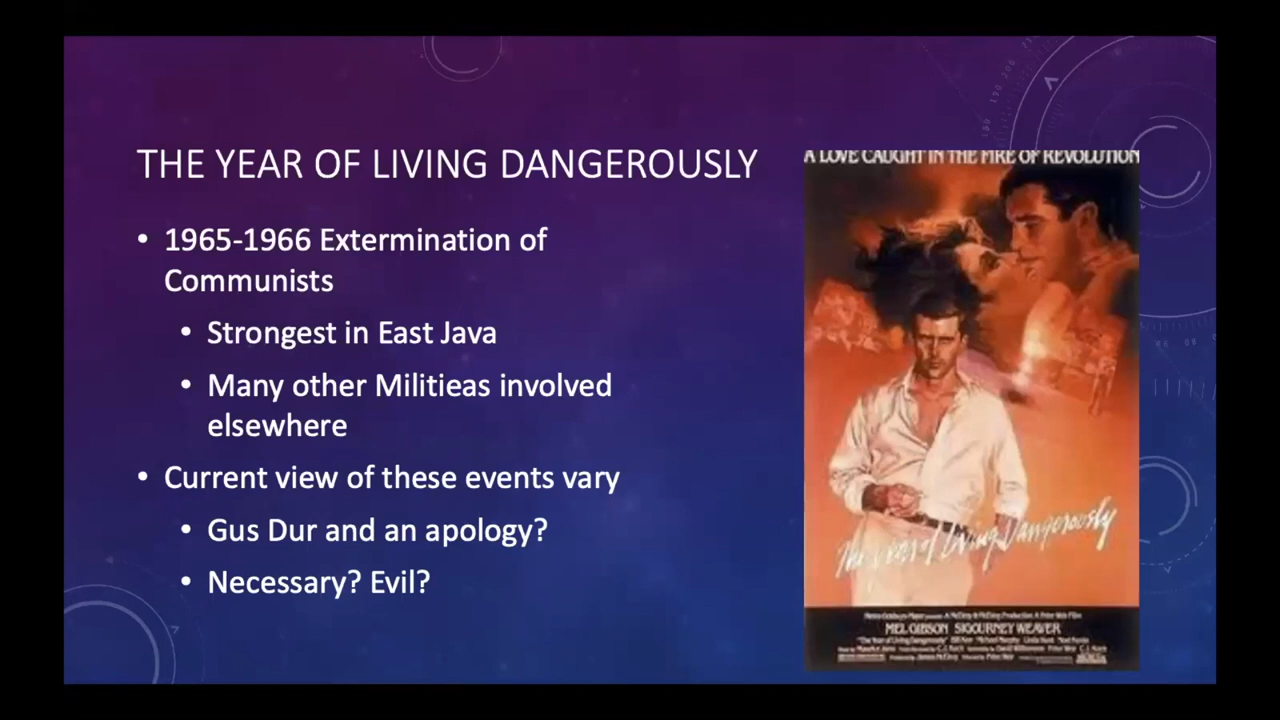 THE YEAR OF LIVING DANGEROUSLY
• 1965-1966 Extermination of
Communists
• Strongest in East Java
• Many other Militieas involved
elsewhere
• Current view of these events vary
• Gus Dur and an apology?
• Necessary? Evil?
A LOVE CAUGHT IN THE FIRE OF REVOLUTION
The Year of Living Dangerously
MEL GIBSON SIGOURNEY WEAVER